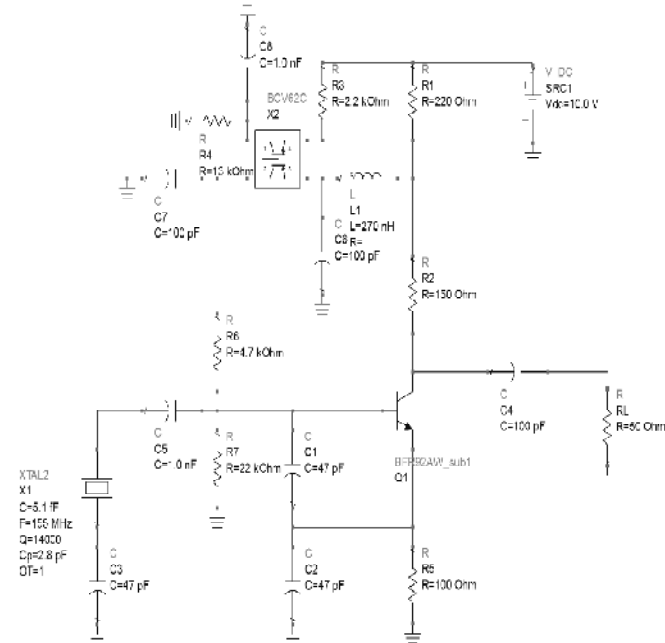 C
C8
C=1.0 nF
BCV62C
X2
R
R3
R=2.2 kOhm
R
R1
R=220 Ohm
V_DC
SRC1
Vdc=10.0 V
R
R4
R=13 kOhm
C
C7
C=100 pF
L
L1
L=270 nH
R=
C
C=100 pF
R
R2
R=150 Ohm
R
R6
R=4.7 kOhm
C
C5
C=1.0 nF
R
R7
R=22 kOhm
C
C1
C=47 pF
BFR92AW_sub1
Q1
C
C4
C=100 pF
R
RL
R=50 Ohm
XTAL2
X1
C=5.1 fF
F=155 MHz
Q=14000
Cp=2.8 pF
OT=1
C
C3
C=47 pF
C
C2
C=47 pF
R
R5
R=100 Ohm